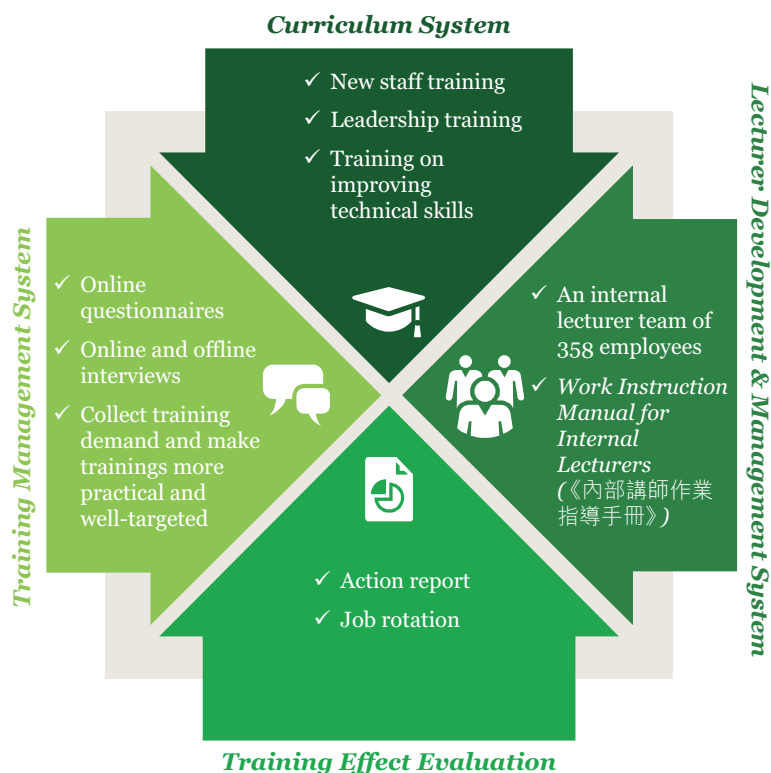 Curriculum System
✓ New staff training
✓ Leadership training
✓ Training on
improving
technical skills
Training Management System
✓ Online
questionnaires
✓ Online and offline
interviews
✓ Collect training
demand and make
trainings more
practical and
well-targeted
Lecturer Development & Management System
✓ An internal
lecturer team of
358 employees
✓ Work Instruction
Manual for
Internal
Lecturers
(《內部講師作業
指導手冊》)
✓ Action report
✓ Job rotation
Training Effect Evaluation